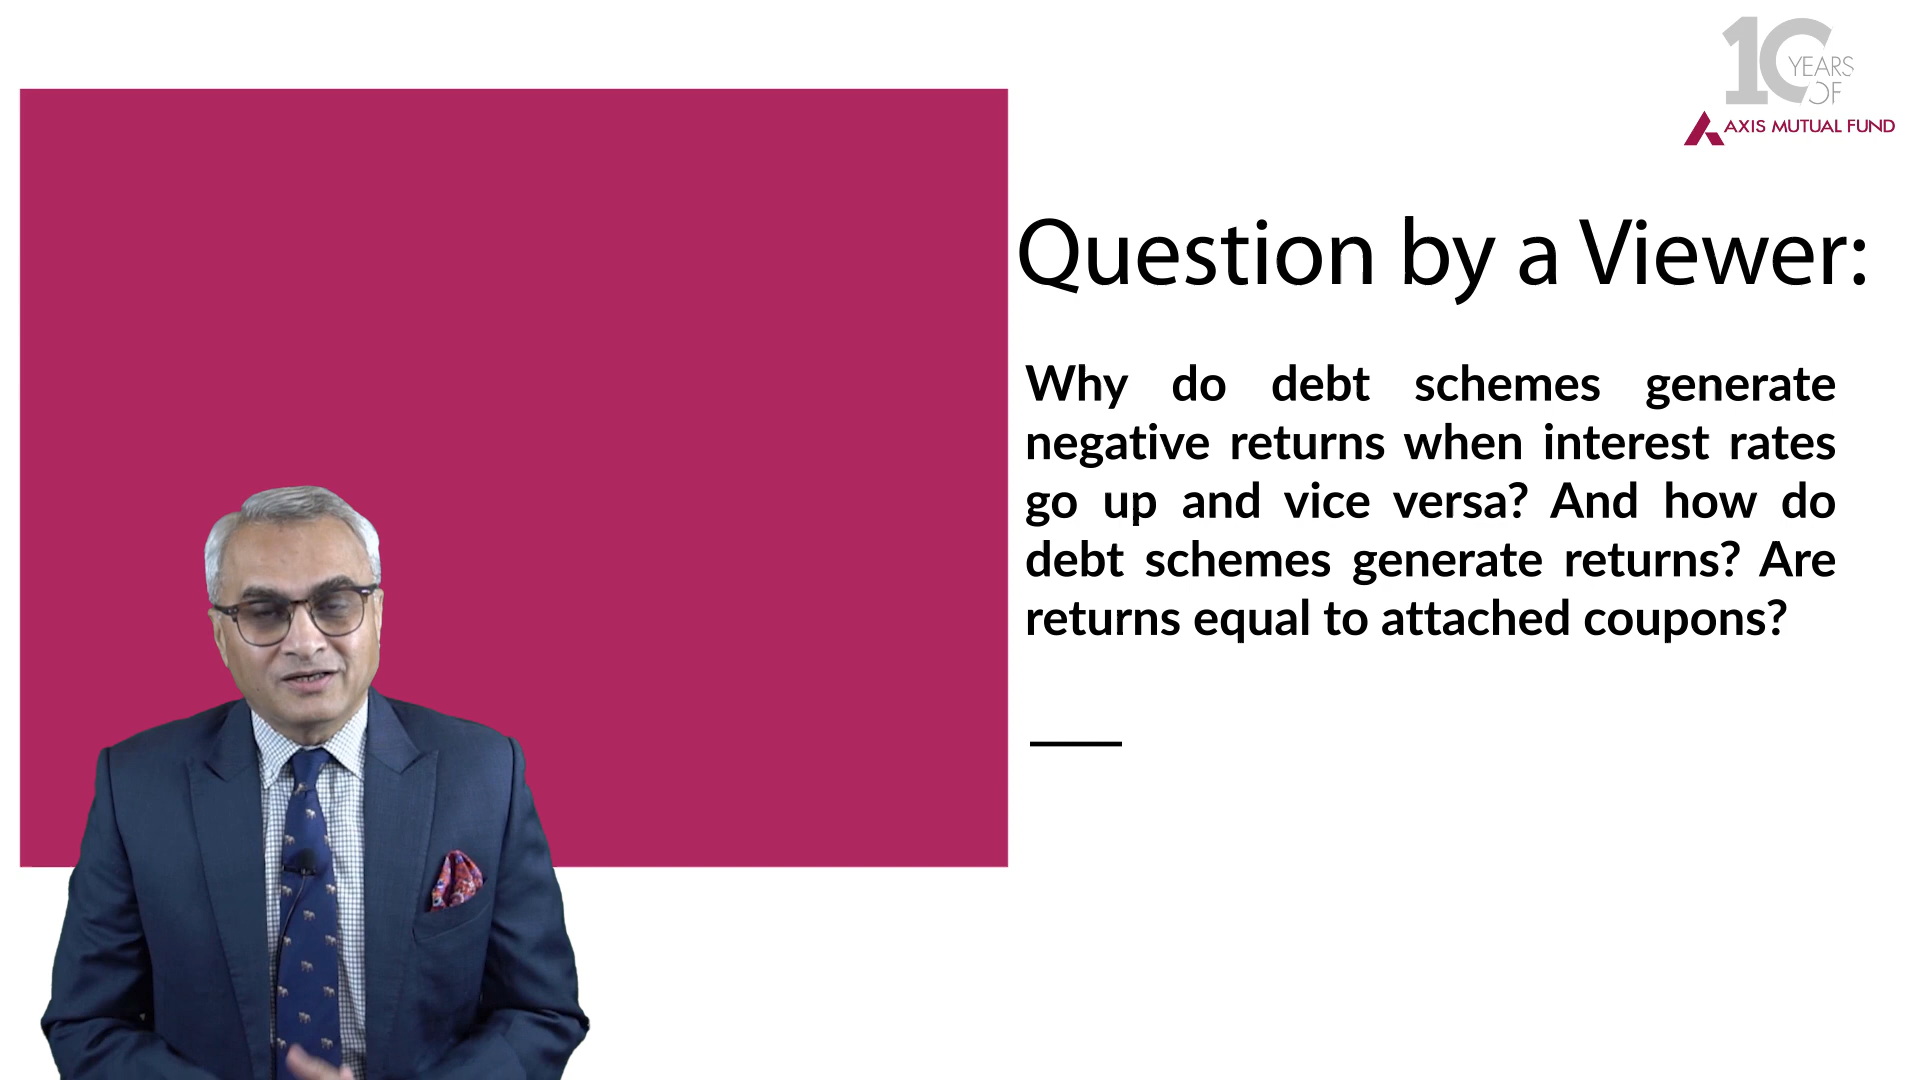 10 YEARS OF
AXIS MUTUAL FUND
Question by a Viewer:
Why do debt schemes generate
negative returns when interest rates
go up and vice versa? And how do
debt schemes generate returns? Are
returns equal to attached coupons?